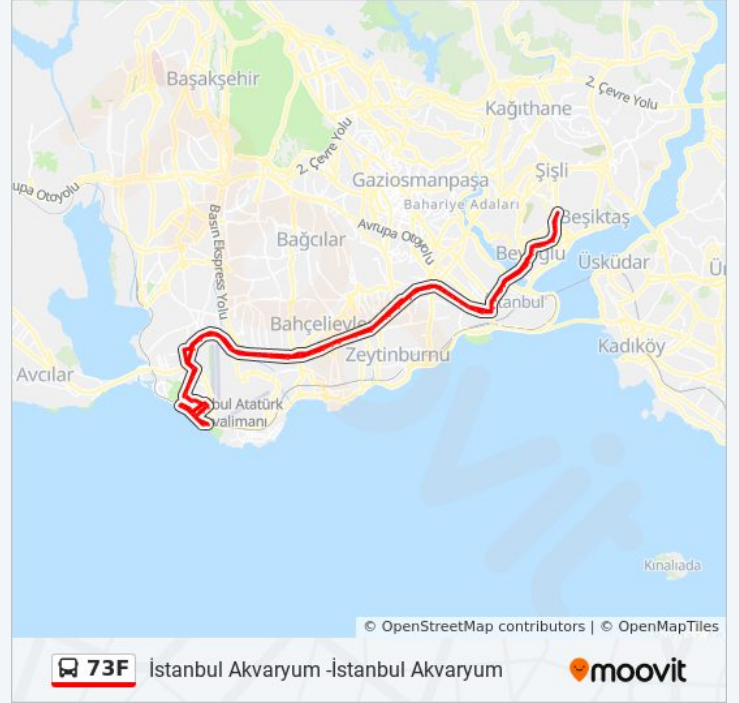 Başakşehir
Kağıthane
2. Çevre Yolu
2. Çevre Yolu
Şişli
Gaziosmanpaşa
upa Otoyolu
Bahariye Adaları
Beşiktaş
Basın Ekspress Yolu
Avrupa Otoyolu
Bağcılar
Beyoğlu
Üsküdar
Ür
stanbul
Bahçelievle
Zeytinburnu
Kadıköy
Avcılar
bul Atatürk
valimanı
Kınalıada
© OpenStreetMap contributors | © OpenMapTiles
73F İstanbul Akvaryum -İstanbul Akvaryum
moovit